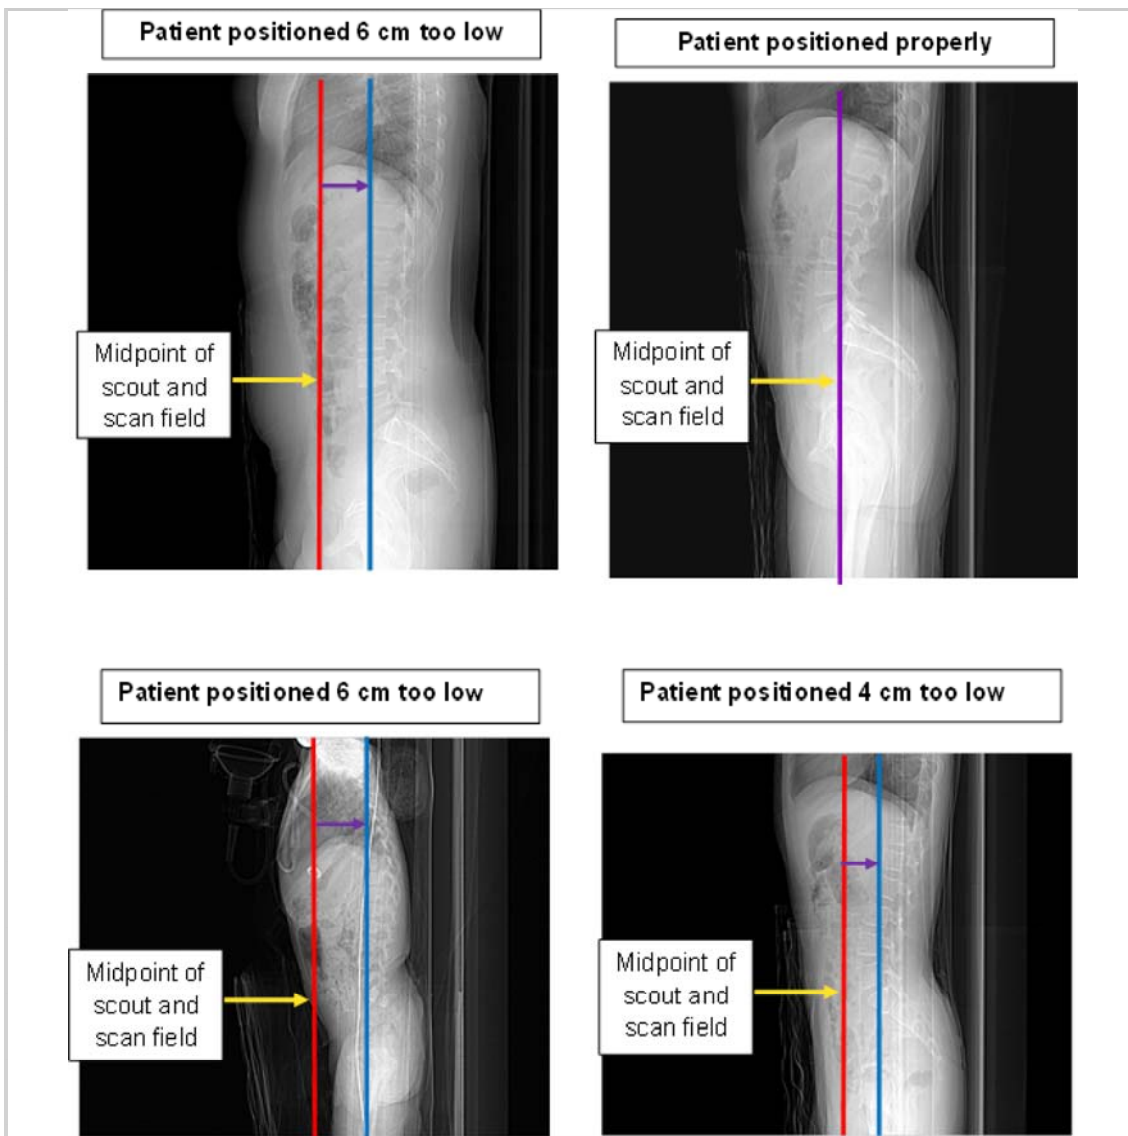 Patient positioned 6 cm too low
Patient positioned properly
Midpoint of
scout and
scan field
Midpoint of
scout and
scan field
Patient positioned 6 cm too low
Patient positioned 4 cm too low
Midpoint of
scout and
scan field
Midpoint of
scout and
scan field